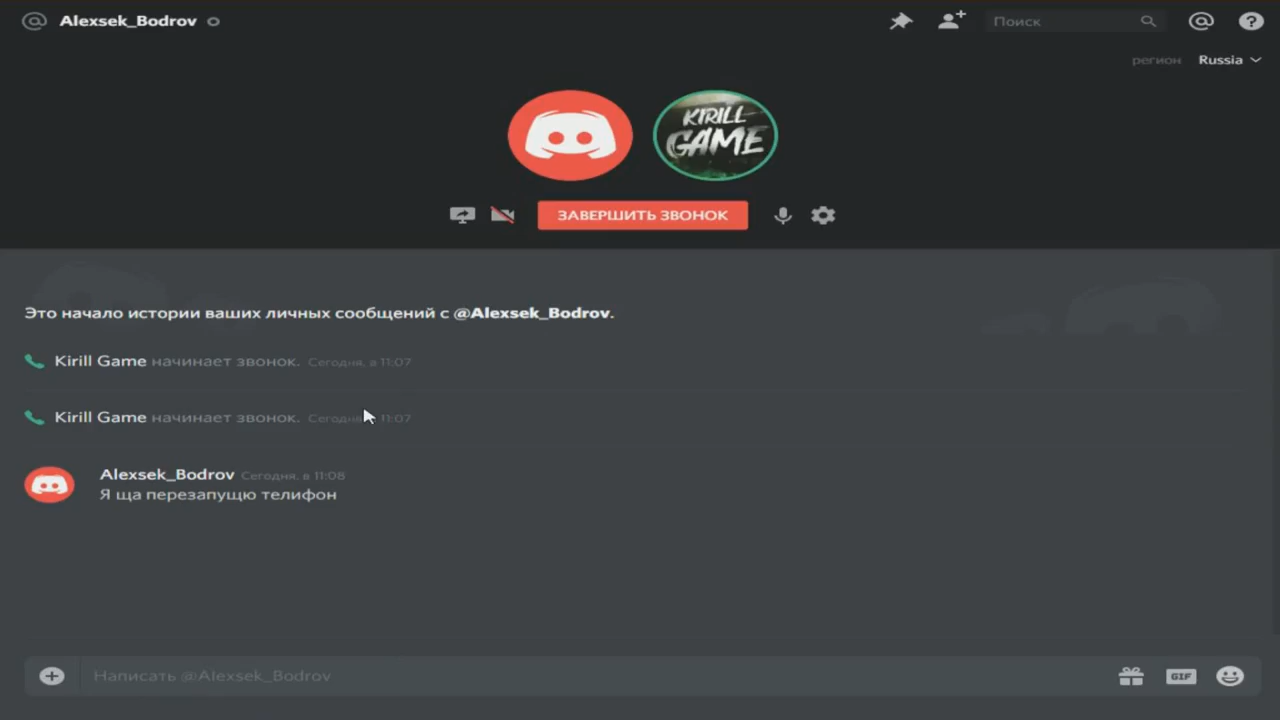 Alexsek_Bodrov
Поиск
регион Russia
KIRILL
GAME
ЗАВЕРШИТЬ ЗВОНОК
Это начало истории ваших личных сообщений с @Alexsek_Bodrov.
Kirill Game начинает звонок. Сегодня, в 11:07
Kirill Game начинает звонок. Сегодня 11:07
Alexsek_Bodrov Сегодня, в 11:08
Я ща перезапущю телифон
Написать @Alexsek_Bodrov
GIF